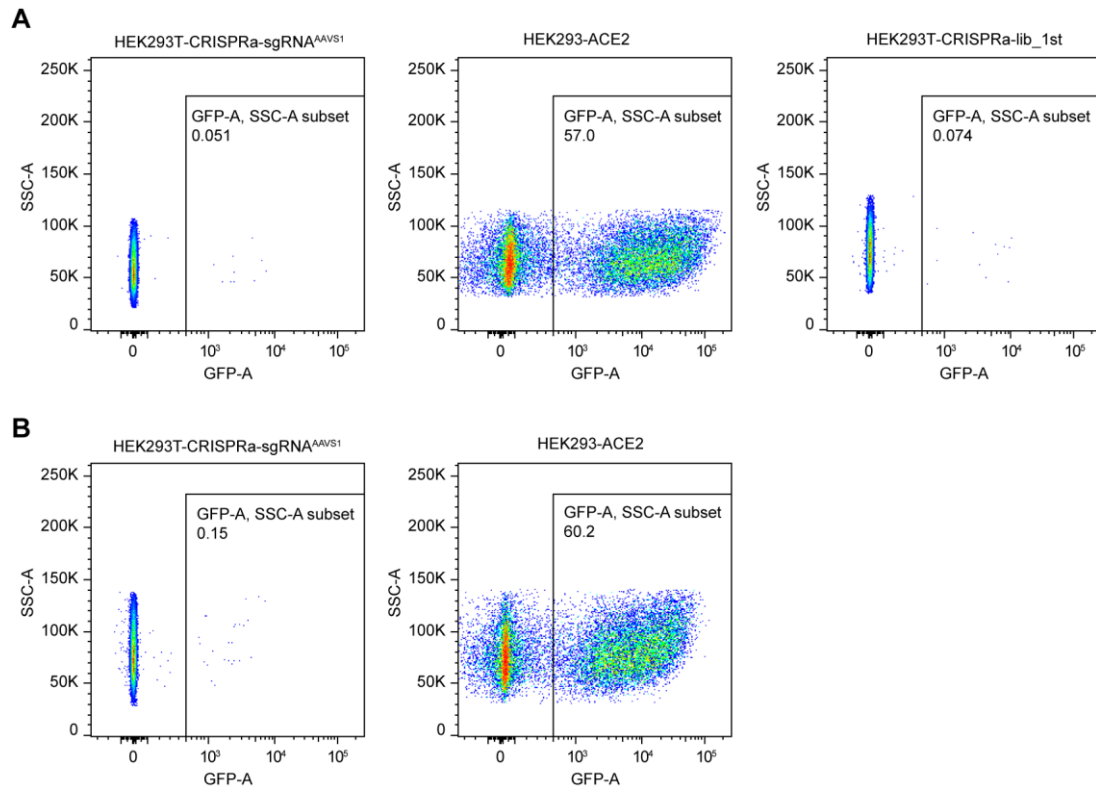 A
HEK293T-CRISPRa-sgRNAAAVS1
250K
200K
150K
100K
50K
0
SSC-A
GFP-A, SSC-A subset
0.051
0
10³
10⁴
10⁵
GFP-A
HEK293-ACE2
250K
200K
150K
100K
50K
0
SSC-A
GFP-A, SSC-A subset
57.0
0
10³
10⁴
10⁵
GFP-A
HEK293T-CRISPRa-lib_1st
250K
200K
150K
100K
50K
0
SSC-A
GFP-A, SSC-A subset
0.074
0
10³
10⁴
10⁵
GFP-A
B
HEK293T-CRISPRa-sgRNAAAVS1
250K
200K
150K
100K
50K
0
SSC-A
GFP-A, SSC-A subset
0.15
0
10³
10⁴
10⁵
GFP-A
HEK293-ACE2
250K
200K
150K
100K
50K
0
SSC-A
GFP-A, SSC-A subset
60.2
0
10³
10⁴
10⁵
GFP-A